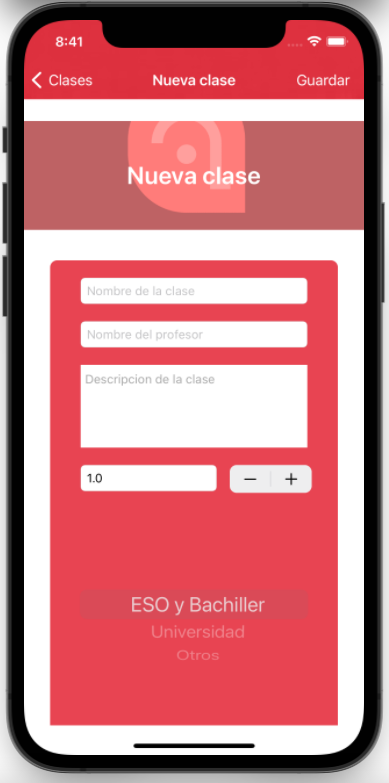 8:41
Clases
Nueva clase
Guardar
Nueva clase
Nombre de la clase
Nombre del profesor
Descripcion de la clase
1.0
− +
ESO y Bachiller
Universidad
Otros